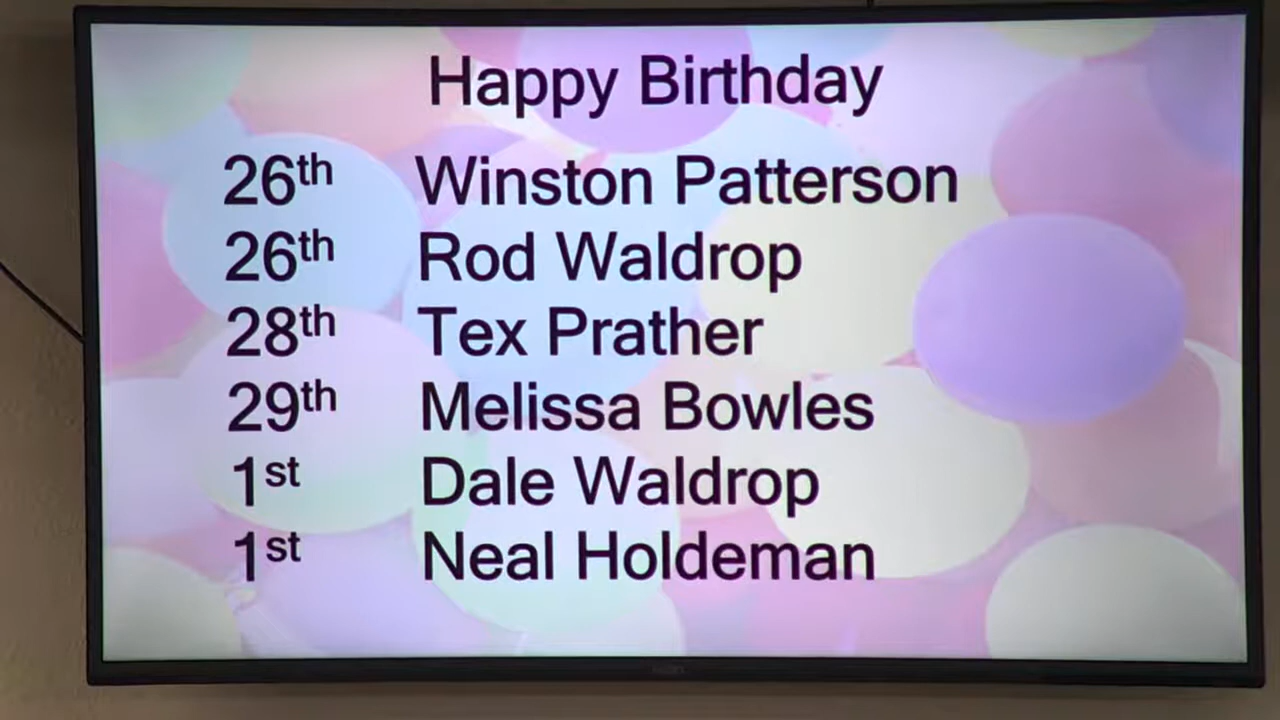 Happy Birthday
26th Winston Patterson
26th Rod Waldrop
28th Tex Prather
29th Melissa Bowles
1st Dale Waldrop
1st Neal Holdeman